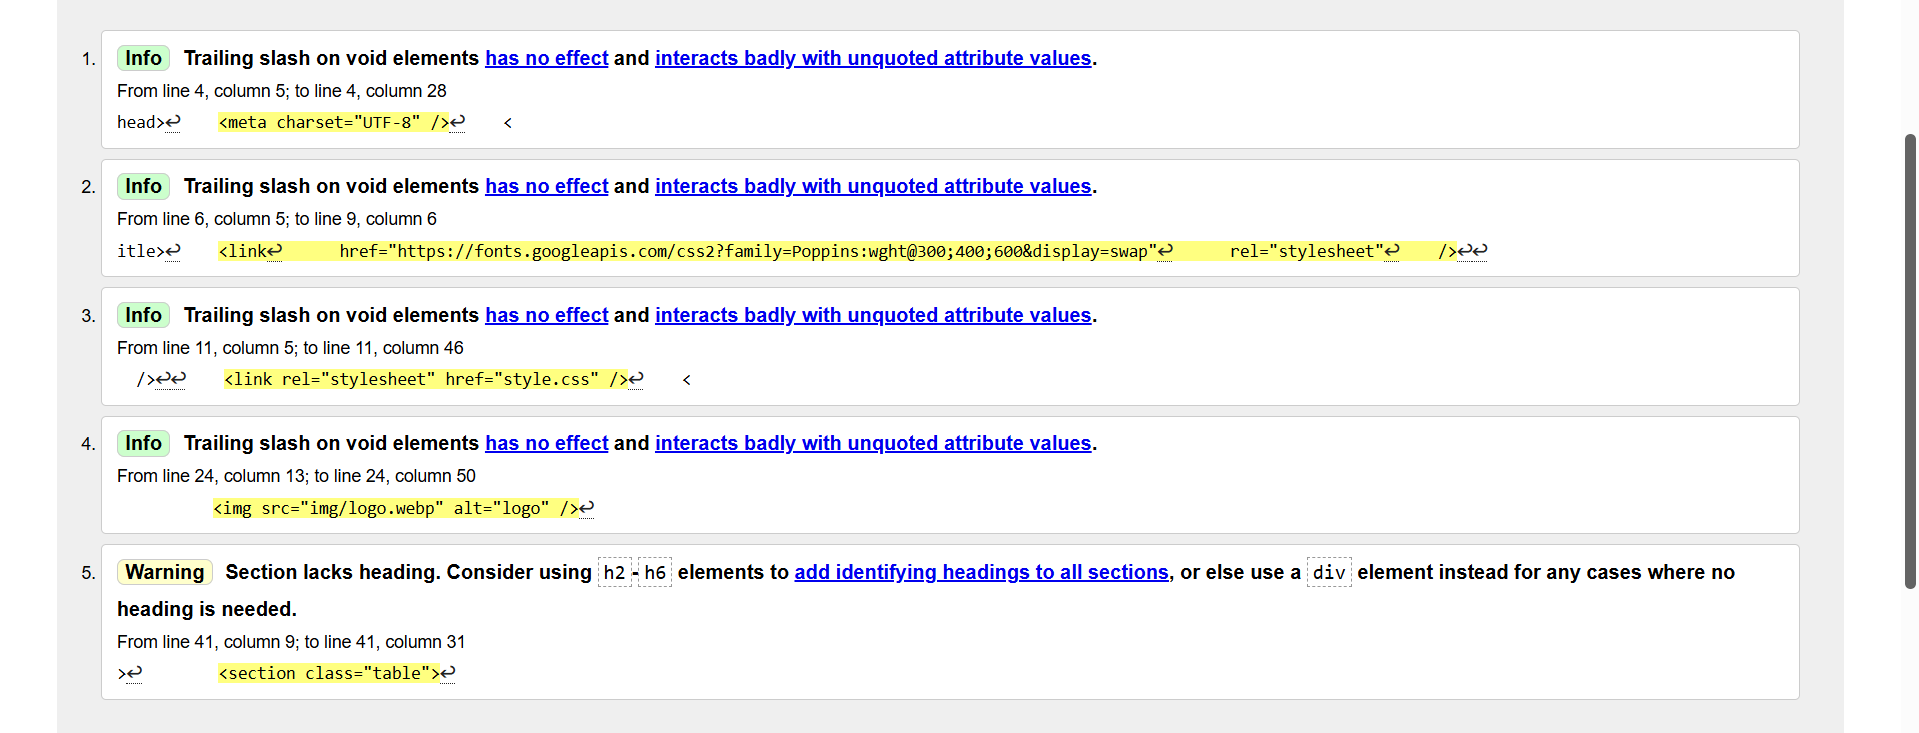 1. Info Trailing slash on void elements has no effect and interacts badly with unquoted attribute values.
From line 4, column 5; to line 4, column 28
head>↩ <meta charset="UTF-8" />↩ <
2. Info Trailing slash on void elements has no effect and interacts badly with unquoted attribute values.
From line 6, column 5; to line 9, column 6
itle>↩ <link↩ href="https://fonts.googleapis.com/css2?family=Poppins:wght@300;400;600&display=swap"↩ rel="stylesheet"↩ />↩↩
3. Info Trailing slash on void elements has no effect and interacts badly with unquoted attribute values.
From line 11, column 5; to line 11, column 46
/>↩↩ <link rel="stylesheet" href="style.css" />↩ <
4. Info Trailing slash on void elements has no effect and interacts badly with unquoted attribute values.
From line 24, column 13; to line 24, column 50
<img src="img/logo.webp" alt="logo" />↩
5. Warning Section lacks heading. Consider using h2-h6 elements to add identifying headings to all sections, or else use a div element instead for any cases where no
heading is needed.
From line 41, column 9; to line 41, column 31
>↩ <section class="table">↩